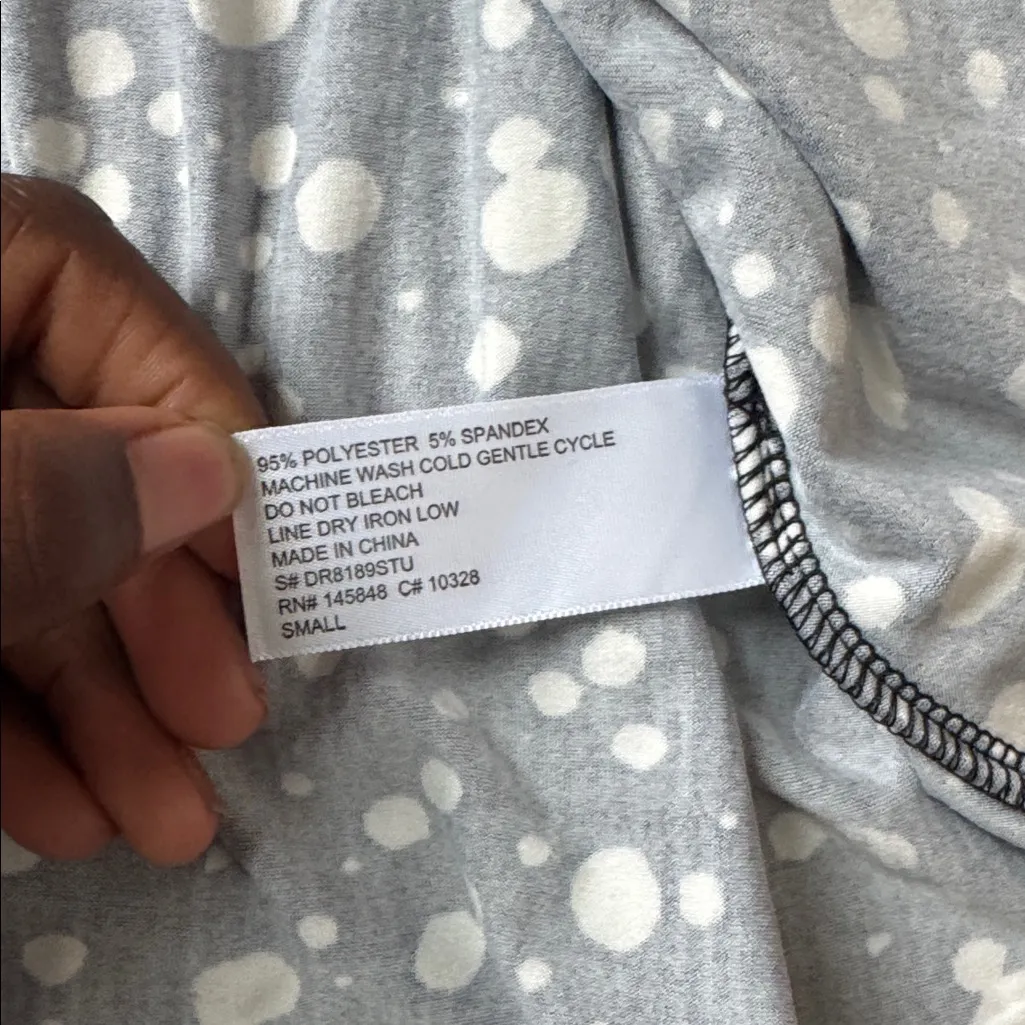 95% POLYESTER 5% SPANDEX
MACHINE WASH COLD GENTLE CYCLE
DO NOT BLEACH
LINE DRY IRON LOW
MADE IN CHINA
S# DR8189STU
RN# 145848 C# 10328
SMALL